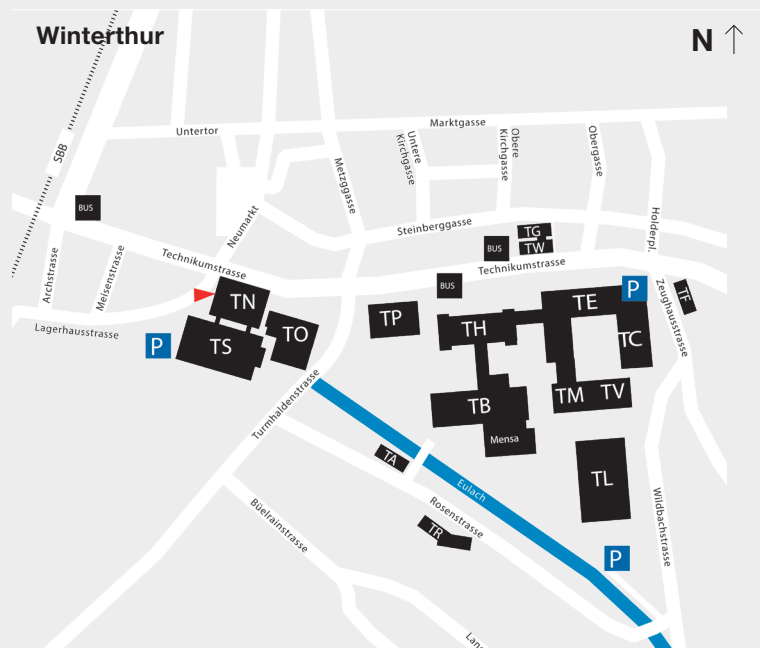 Winterthur
N
SBB
Untertor
Marktgasse
Untere
Kirchgasse
Obere
Kirchgasse
Obergasse
Metzggasse
BUS
Neumarkt
Steinberggasse
Holderpl.
TG
BUS
TW
Technikumstrasse
Technikumstrasse
Archstrasse
Meisenstrasse
BUS
P
TF
Zeughausstrasse
TN
TE
TP
TH
TO
TC
Lagerhausstrasse
P
TS
TM
TV
TB
Turmhaldenstrasse
Mensa
TA
TL
Eulach
Rosenstrasse
Büelrainstrasse
TR
Wildbachstrasse
P